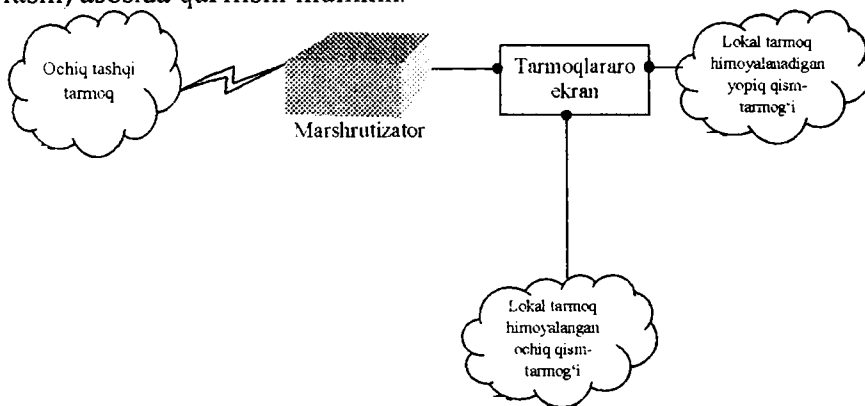 asosida qurilishi mumkin.
Ochiq tashqi
tarmoq
Marshrutizator
Tarmoqlararo
ekran
Lokal tarmoq
himoyalanadigan
yopiq qism-
tarmog‘i
Lokal tarmoq
himoyalangan
ochiq qism-
tarmog‘i